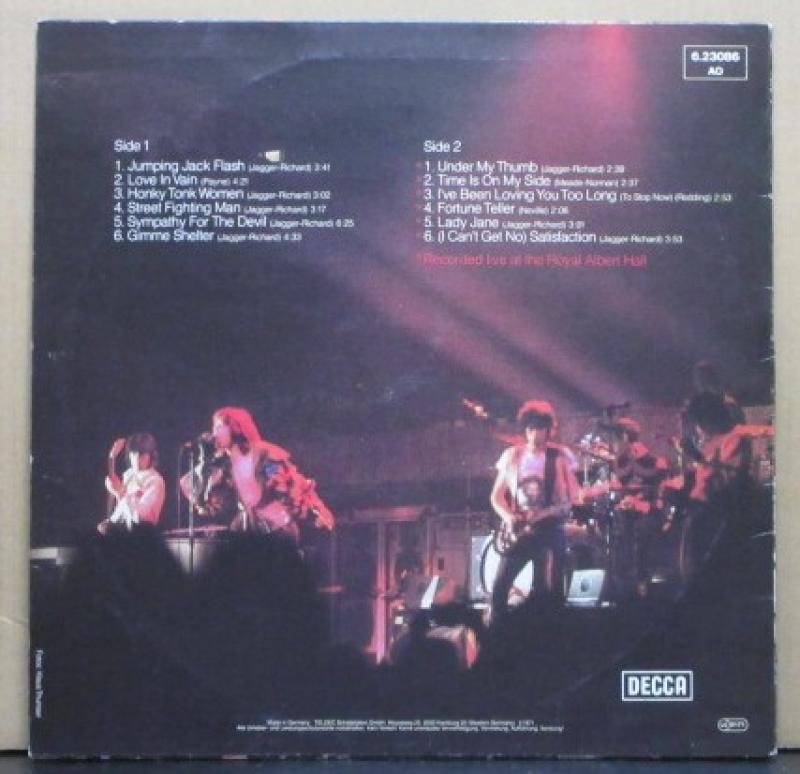 6.23086
AO
Side 1
1. Jumping Jack Flash (Jagger-Richard) 3:41
2. Love In Vain (Payne) 4:21
3. Honky Tonk Women (Jagger-Richard) 3:02
4. Street Fighting Man (Jagger-Richard) 3:17
5. Sympathy For The Devil (Jagger-Richard) 6:25
6. Gimme Shelter (Jagger-Richard) 4:33
Side 2
1. Under My Thumb (Jagger-Richard) 2:39
2. Time Is On My Side (Meade-Norman) 2:37
3. I've Been Loving You Too Long (To Stop Now) (Redding) 2:53
4. Fortune Teller (Neville) 2:06
5. Lady Jane (Jagger-Richard) 3:01
6. (I Can't Get No) Satisfaction (Jagger-Richard) 3:53
*Recorded live at the Royal Albert Hall
DECCA
Made in Germany